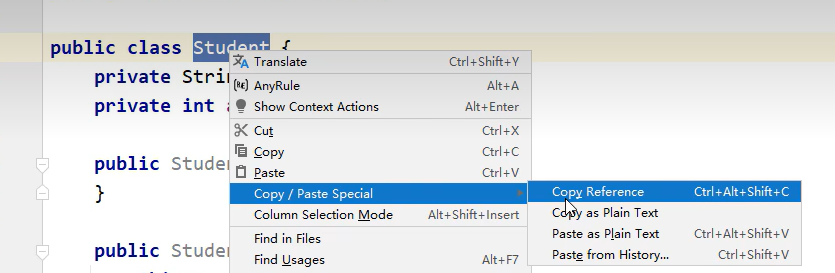 public class Student {
Translate Ctrl+Shift+Y
private
AnyRule Alt+A
private int
Show Context Actions Alt+Enter
Cut Ctrl+X
Copy Ctrl+C
public
Paste Ctrl+V
}
Copy / Paste Special
Copy Reference Ctrl+Alt+Shift+C
Column Selection Mode Alt+Shift+Insert
Copy as Plain Text
Find in Files
Paste as Plain Text Ctrl+Alt+Shift+V
public
Find Usages Alt+F7
Paste from History... Ctrl+Shift+V